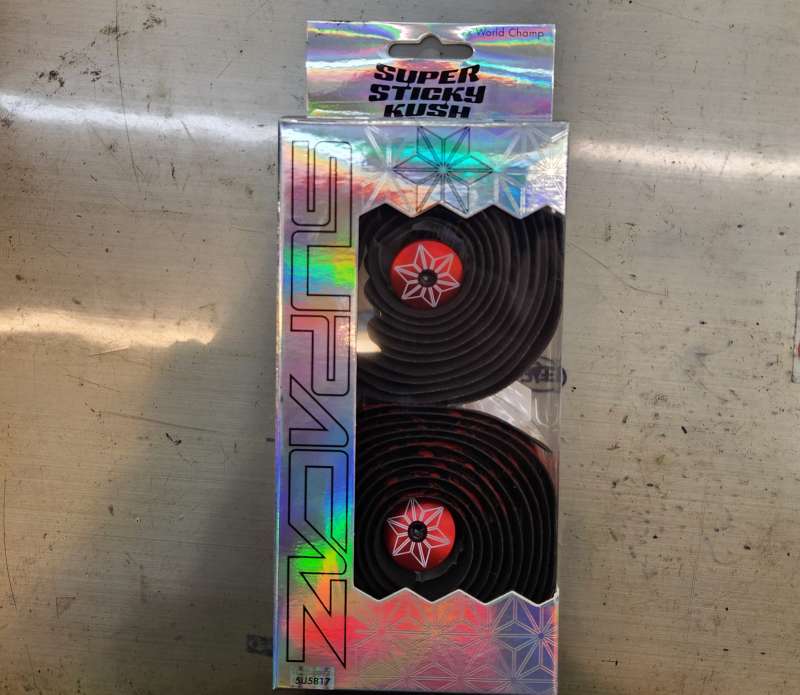 World Champ
SUPER
STICKY
KUSH
SUPACAZ
SUSB17